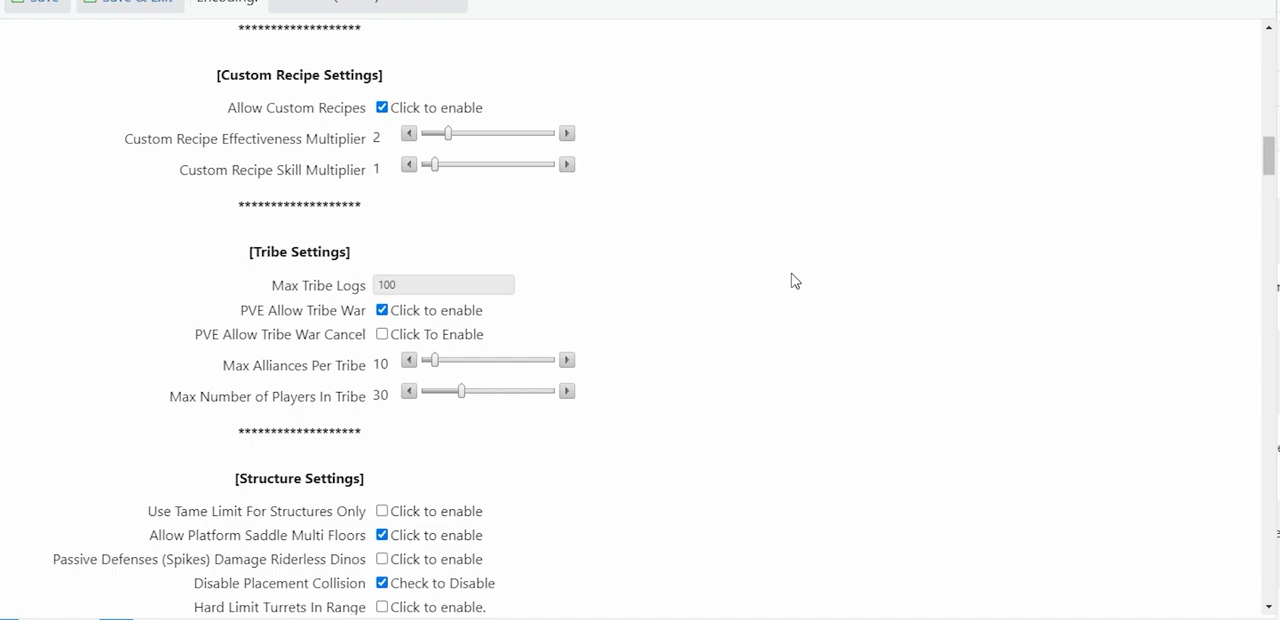 Save
Save & Exit
Encoding:
*******************
[Custom Recipe Settings]
Allow Custom Recipes Click to enable
Custom Recipe Effectiveness Multiplier 2
Custom Recipe Skill Multiplier 1
*******************
[Tribe Settings]
Max Tribe Logs 100
PVE Allow Tribe War Click to enable
PVE Allow Tribe War Cancel Click To Enable
Max Alliances Per Tribe 10
Max Number of Players In Tribe 30
*******************
[Structure Settings]
Use Tame Limit For Structures Only Click to enable
Allow Platform Saddle Multi Floors Click to enable
Passive Defenses (Spikes) Damage Riderless Dinos Click to enable
Disable Placement Collision Check to Disable
Hard Limit Turrets In Range Click to enable.